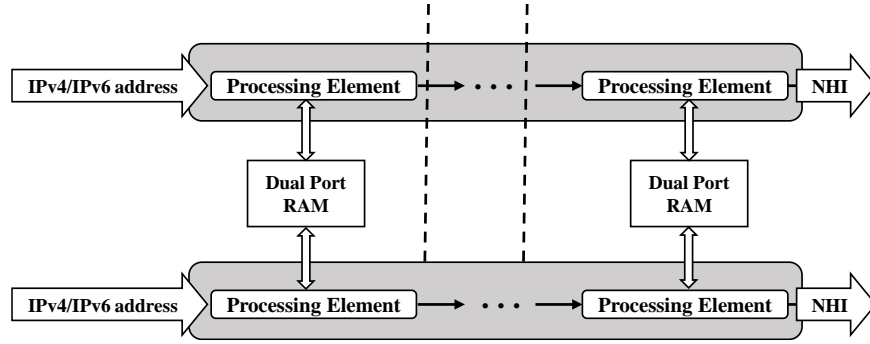 IPv4/IPv6 address
Processing Element
• • •
Processing Element
NHI
Dual Port
RAM
Dual Port
RAM
IPv4/IPv6 address
Processing Element
• • •
Processing Element
NHI